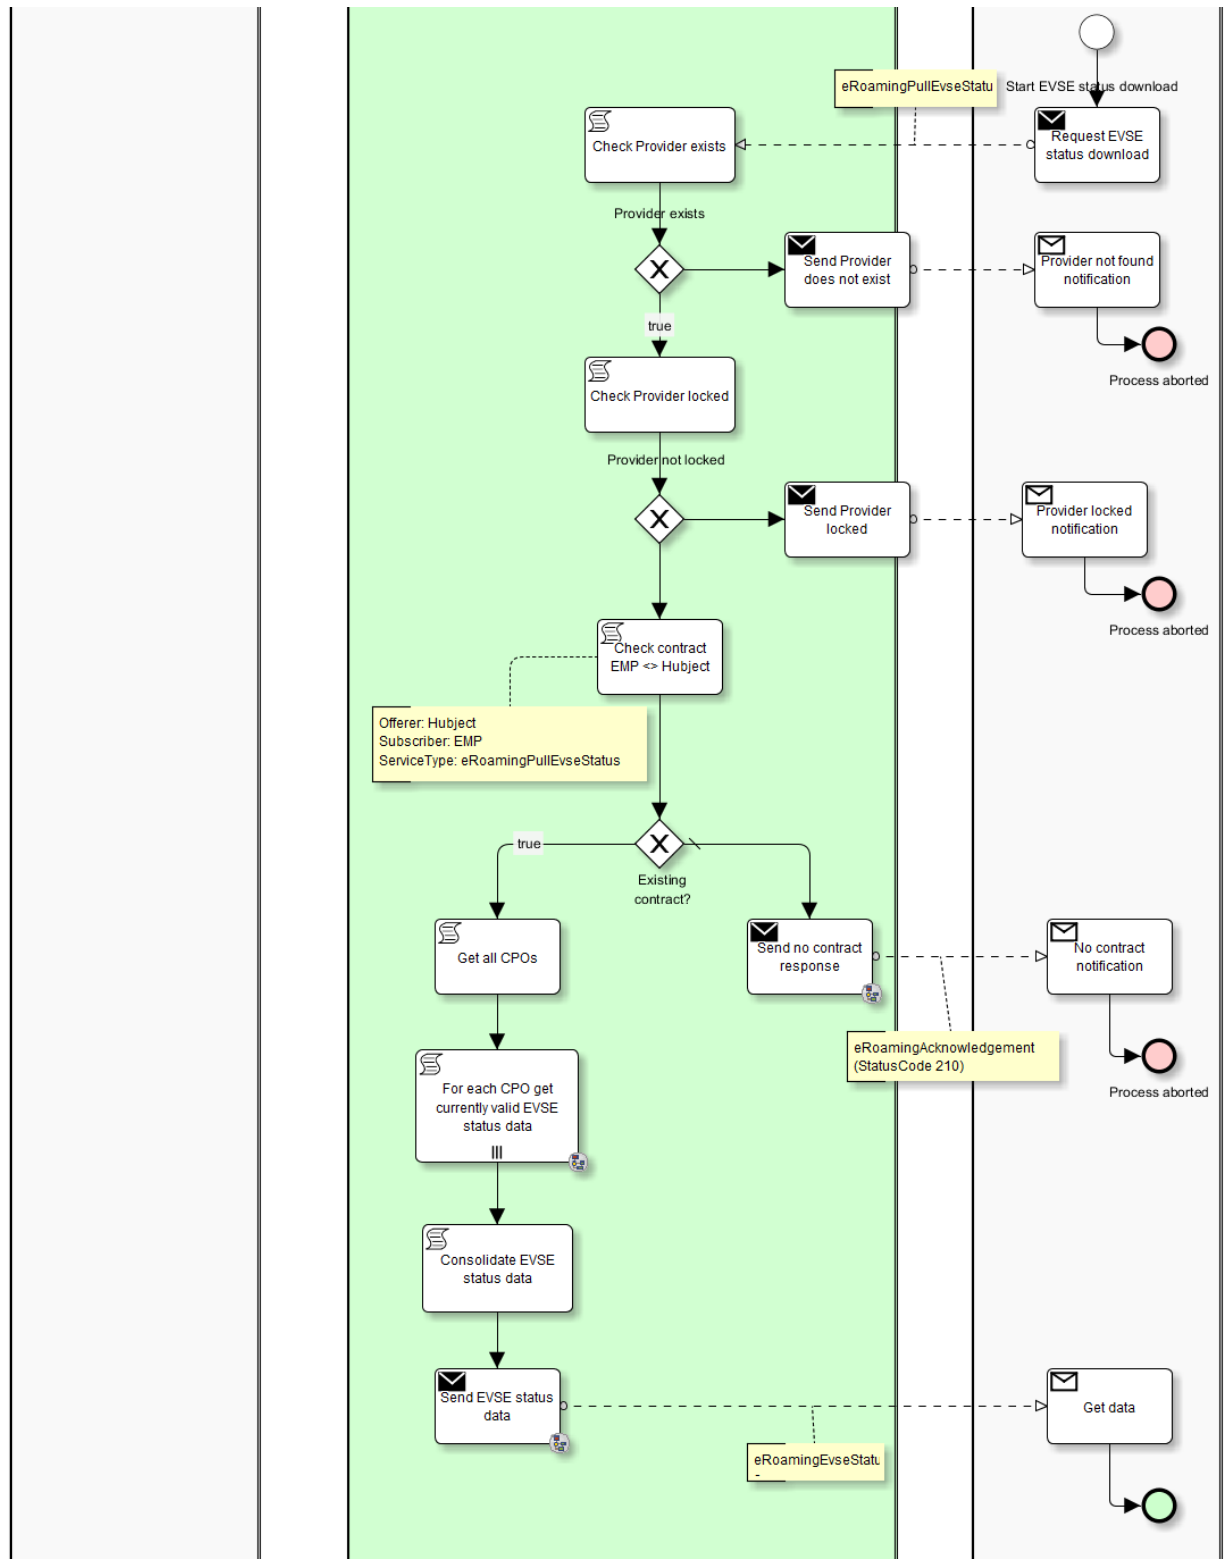 eRoamingPullEvseStatu
Start EVSE status download
Check Provider exists
Request EVSE
status download
Provider exists
X
Send Provider
does not exist
Provider not found
notification
true
Process aborted
Check Provider locked
Provider not locked
X
Send Provider
locked
Provider locked
notification
Process aborted
Check contract
EMP <> Hubject
Offerer: Hubject
Subscriber: EMP
ServiceType: eRoamingPullEvseStatus
true
X
Existing
contract?
Get all CPOs
Send no contract
response
No contract
notification
eRoamingAcknowledgement
(StatusCode 210)
Process aborted
For each CPO get
currently valid EVSE
status data
Consolidate EVSE
status data
Send EVSE status
data
Get data
eRoamingEvseStatu